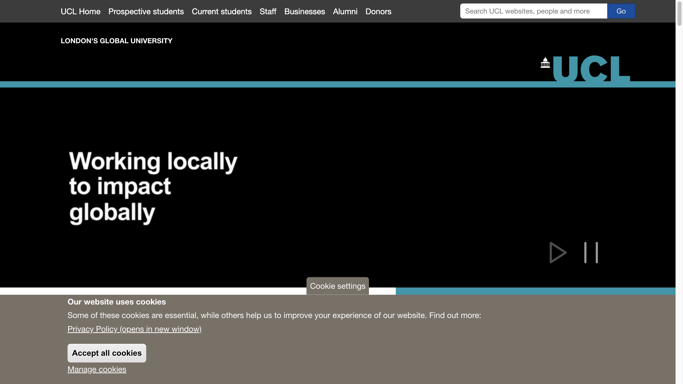 UCL Home Prospective students Current students Staff Businesses Alumni Donors
Search UCL websites, people and more Go
LONDON'S GLOBAL UNIVERSITY
UCL
Working locally
to impact
globally
Cookie settings
Our website uses cookies
Some of these cookies are essential, while others help us to improve your experience of our website. Find out more:
Privacy Policy (opens in new window)
Accept all cookies
Manage cookies